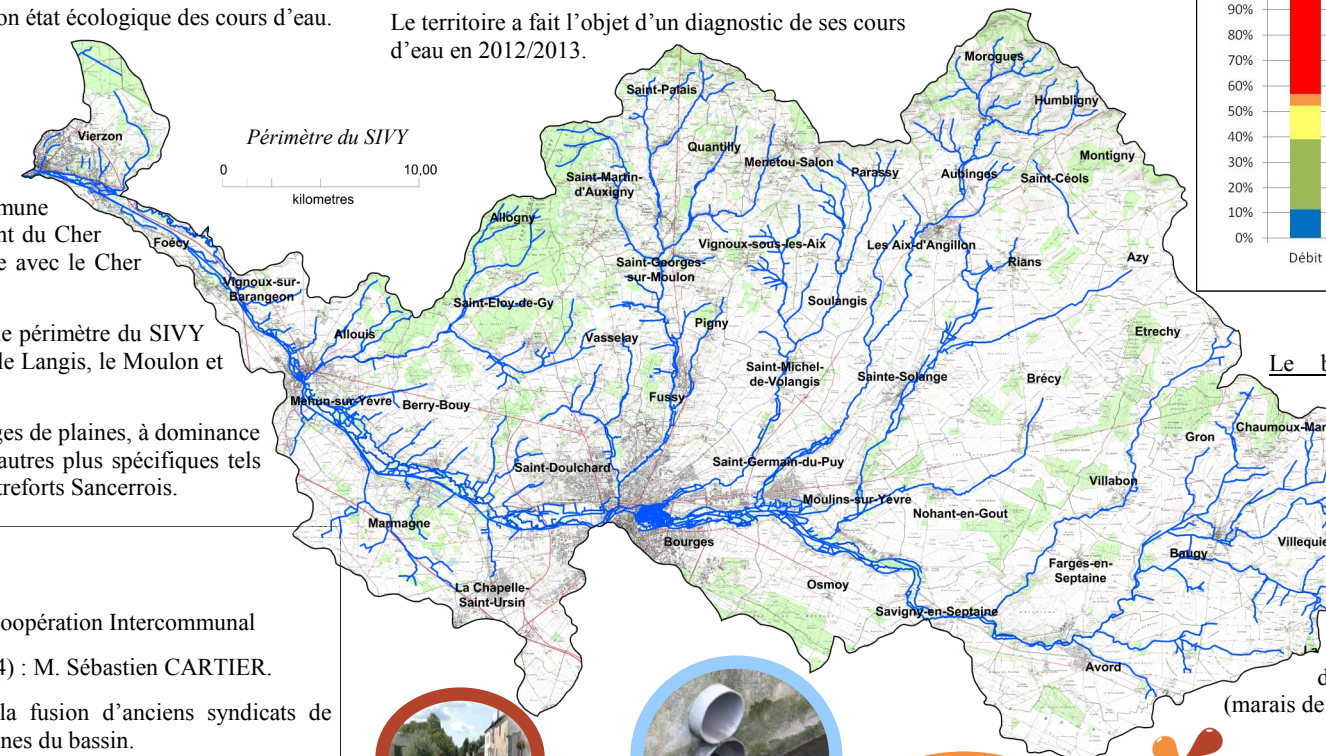 on état écologique des cours d’eau.
Le territoire a fait l’objet d’un diagnostic de ses cours
d’eau en 2012/2013.
Périmètre du SIVY
0 10,00
kilometres
mune
nt du Cher
e avec le Cher
le périmètre du SIVY
le Langis, le Moulon et
ges de plaines, à dominance
autres plus spécifiques tels
treforts Sancerrois.
oopération Intercommunal
4) : M. Sébastien CARTIER.
la fusion d’anciens syndicats de
nes du bassin.
Vierzon
Foëcy
Vignoux-sur-
Barangeon
Allouis
Mehun-sur-Yèvre
Berry-Bouy
Marmagne
La Chapelle-
Saint-Ursin
Saint-Doulchard
Bourges
Allogny
Saint-Eloy-de-Gy
Vasselay
Fussy
Pigny
Saint-Martin-
d'Auxigny
Saint-Palais
Quantilly
Menetou-Salon
Saint-Georges-
sur-Moulon
Vignoux-sous-les-Aix
Parassy
Aubinges
Morogues
Humbligny
Montigny
Saint-Céols
Les Aix-d'Angillon
Rians
Azy
Soulangis
Etrechy
Saint-Michel-
de-Volangis
Sainte-Solange
Brécy
Saint-Germain-du-Puy
Moulins-sur-Yèvre
Nohant-en-Gout
Villabon
Gron
Chaumoux-Mar
Baugy
Villequie
Farges-en-
Septaine
Osmoy
Savigny-en-Septaine
Avord
90%
80%
70%
60%
50%
40%
30%
20%
10%
0%
Débit
Le b
d
(marais de